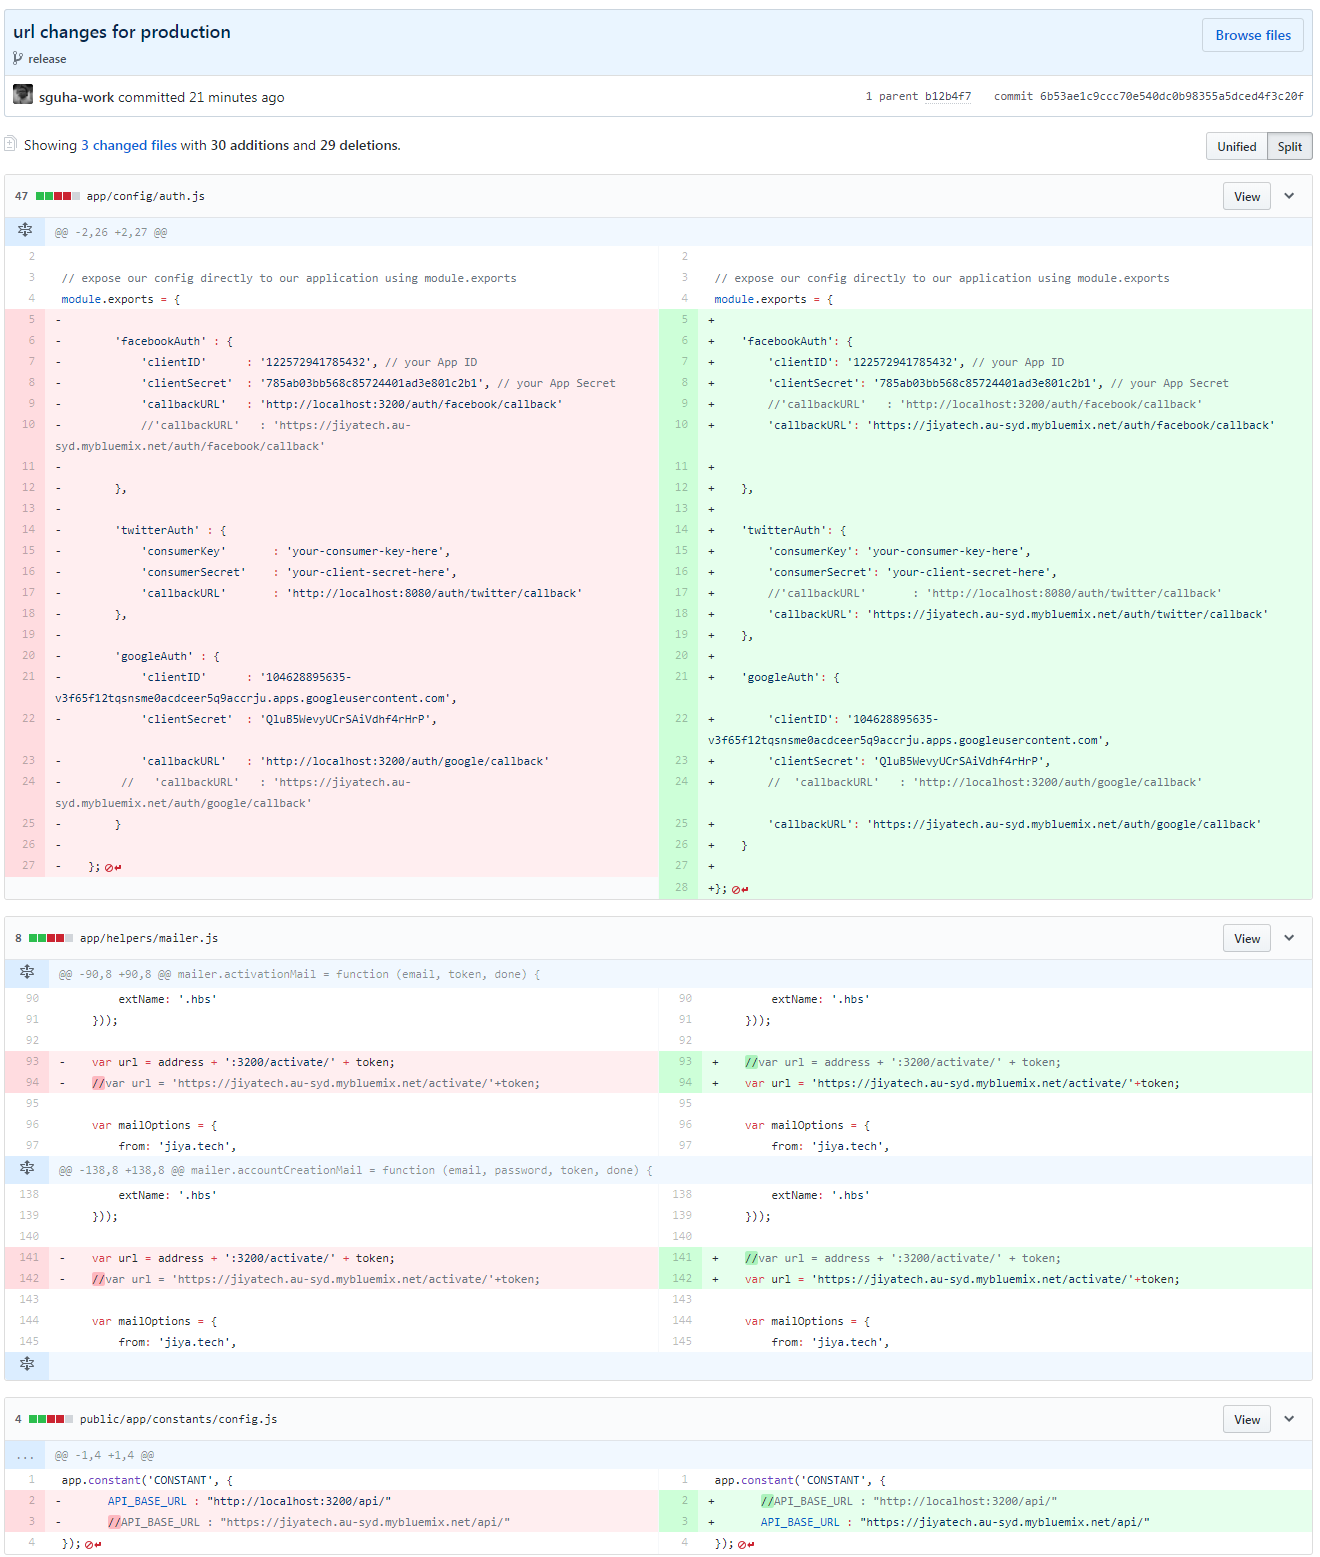 url changes for production
Browse files
release
sguha-work committed 21 minutes ago
1 parent b12b4f7 commit 6b53ae1c9ccc70e540dc0b98355a5dced4f3c20f
Showing 3 changed files with 30 additions and 29 deletions.
Unified Split
47 app/config/auth.js
View
@@ -2,26 +2,27 @@
2 2
3 // expose our config directly to our application using module.exports 3 // expose our config directly to our application using module.exports
4 module.exports = { 4 module.exports = {
5 - 5 +
6 - 'facebookAuth' : { 6 + 'facebookAuth': {
7 - 'clientID' : '122572941785432', // your App ID 7 + 'clientID': '122572941785432', // your App ID
8 - 'clientSecret' : '785ab03bb568c85724401ad3e801c2b1', // your App Secret 8 + 'clientSecret': '785ab03bb568c85724401ad3e801c2b1', // your App Secret
9 - 'callbackURL' : 'http://localhost:3200/auth/facebook/callback' 9 + //'callbackURL' : 'http://localhost:3200/auth/facebook/callback'
10 - //'callbackURL' : 'https://jiyatech.au- 10 + 'callbackURL': 'https://jiyatech.au-syd.mybluemix.net/auth/facebook/callback'
syd.mybluemix.net/auth/facebook/callback'
11 - 11 +
12 - }, 12 + },
13 - 13 +
14 - 'twitterAuth' : { 14 + 'twitterAuth': {
15 - 'consumerKey' : 'your-consumer-key-here', 15 + 'consumerKey': 'your-consumer-key-here',
16 - 'consumerSecret' : 'your-client-secret-here', 16 + 'consumerSecret': 'your-client-secret-here',
17 - 'callbackURL' : 'http://localhost:8080/auth/twitter/callback' 17 + //'callbackURL' : 'http://localhost:8080/auth/twitter/callback'
18 - }, 18 + 'callbackURL': 'https://jiyatech.au-syd.mybluemix.net/auth/twitter/callback'
19 - 19 + },
20 - 'googleAuth' : { 20 +
21 - 'clientID' : '104628895635- 21 + 'googleAuth': {
v3f65f12tqsnsme0acdceer5q9accrju.apps.googleusercontent.com',
22 - 'clientSecret' : 'QluB5WevyUCrSAiVdhf4rHrP', 22 + 'clientID': '104628895635-
v3f65f12tqsnsme0acdceer5q9accrju.apps.googleusercontent.com',
23 - 'callbackURL' : 'http://localhost:3200/auth/google/callback' 23 + 'clientSecret': 'QluB5WevyUCrSAiVdhf4rHrP',
24 - // 'callbackURL' : 'https://jiyatech.au- 24 + // 'callbackURL' : 'http://localhost:3200/auth/google/callback'
syd.mybluemix.net/auth/google/callback'
25 - } 25 + 'callbackURL': 'https://jiyatech.au-syd.mybluemix.net/auth/google/callback'
26 - 26 + }
27 - }; 27 +
28 +};
8 app/helpers/mailer.js
View
@@ -90,8 +90,8 @@ mailer.activationMail = function (email, token, done) {
90 extName: '.hbs' 90 extName: '.hbs'
91 })); 91 }));
92 92
93 - var url = address + ':3200/activate/' + token; 93 + //var url = address + ':3200/activate/' + token;
94 - //var url = 'https://jiyatech.au-syd.mybluemix.net/activate/'+token; 94 + var url = 'https://jiyatech.au-syd.mybluemix.net/activate/'+token;
95 95
96 var mailOptions = { 96 var mailOptions = {
97 from: 'jiya.tech', 97 from: 'jiya.tech',
@@ -138,8 +138,8 @@ mailer.accountCreationMail = function (email, password, token, done) {
138 extName: '.hbs' 138 extName: '.hbs'
139 })); 139 }));
140 140
141 - var url = address + ':3200/activate/' + token; 141 + //var url = address + ':3200/activate/' + token;
142 - //var url = 'https://jiyatech.au-syd.mybluemix.net/activate/'+token; 142 + var url = 'https://jiyatech.au-syd.mybluemix.net/activate/'+token;
143 143
144 var mailOptions = { 144 var mailOptions = {
145 from: 'jiya.tech', 145 from: 'jiya.tech',
4 public/app/constants/config.js
View
... @@ -1,4 +1,4 @@
1 app.constant('CONSTANT', { 1 app.constant('CONSTANT', {
2 - API_BASE_URL : "http://localhost:3200/api/" 2 + //API_BASE_URL : "http://localhost:3200/api/"
3 - //API_BASE_URL : "https://jiyatech.au-syd.mybluemix.net/api/" 3 + API_BASE_URL : "https://jiyatech.au-syd.mybluemix.net/api/"
4 }); 4 });